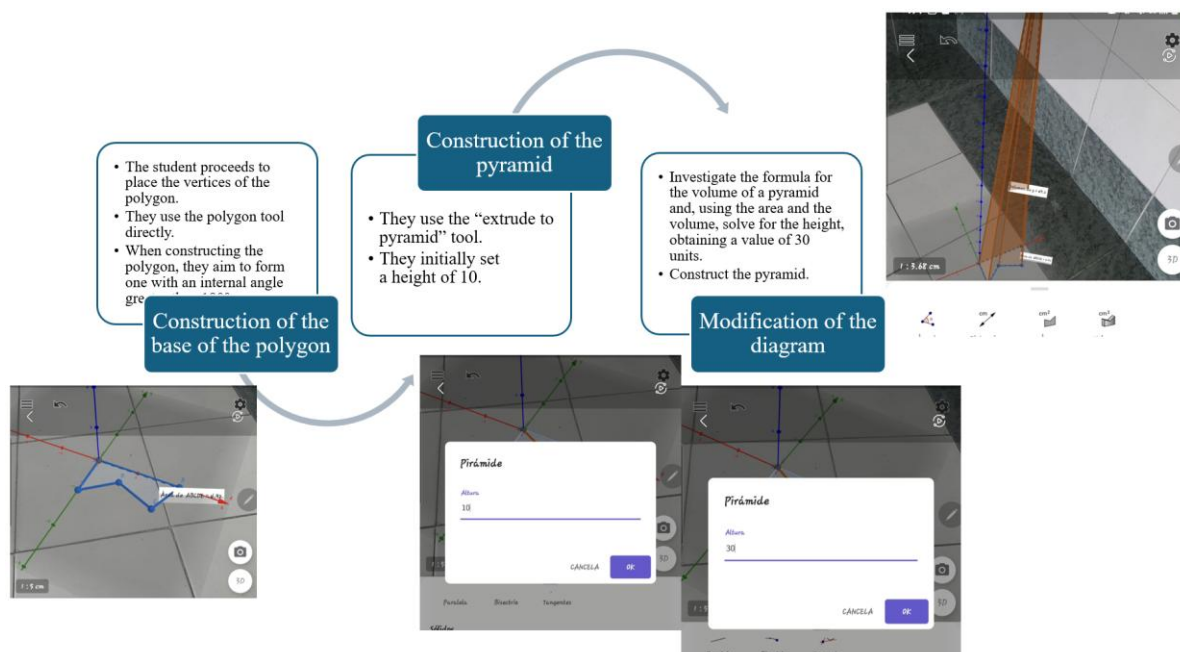 • The student proceeds to
place the vertices of the
polygon.
• They use the polygon tool
directly.
• When constructing the
polygon, they aim to form
one with an internal angle
Construction of the
base of the polygon
Construction of the
pyramid
• They use the “extrude to
pyramid” tool.
• They initially set
a height of 10.
• Investigate the formula for
the volume of a pyramid
and, using the area and the
volume, solve for the height,
obtaining a value of 30
units.
• Construct the pyramid.
Modification of the
diagram
3D
1 : 3.68 cm
cm
cm²
cm³
3D
1 : 5 cm
Pirámide
Altura
10
CANCELA
OK
3D
Paralela
Bisectriz
Tangentes
Pirámide
Altura
30
CANCELA
OK
3D